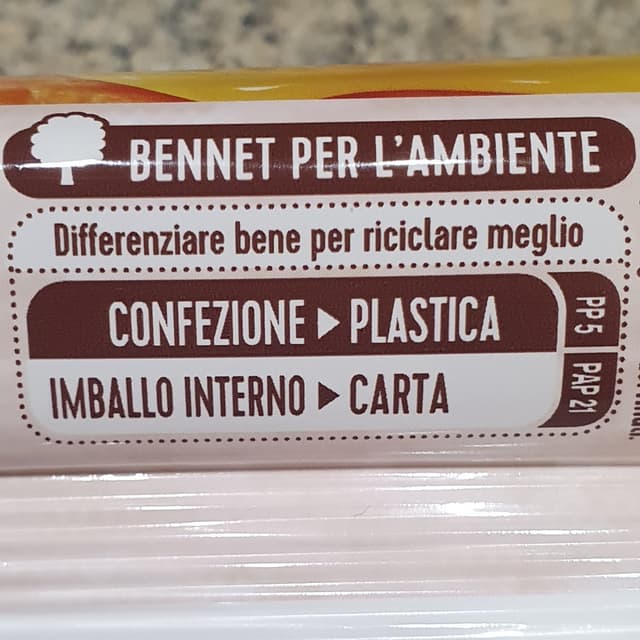 BENNET PER L'AMBIENTE
Differenziare bene per riciclare meglio
CONFEZIONE ▶ PLASTICA
PP 5
IMBALLO INTERNO ▶ CARTA
PAP 21